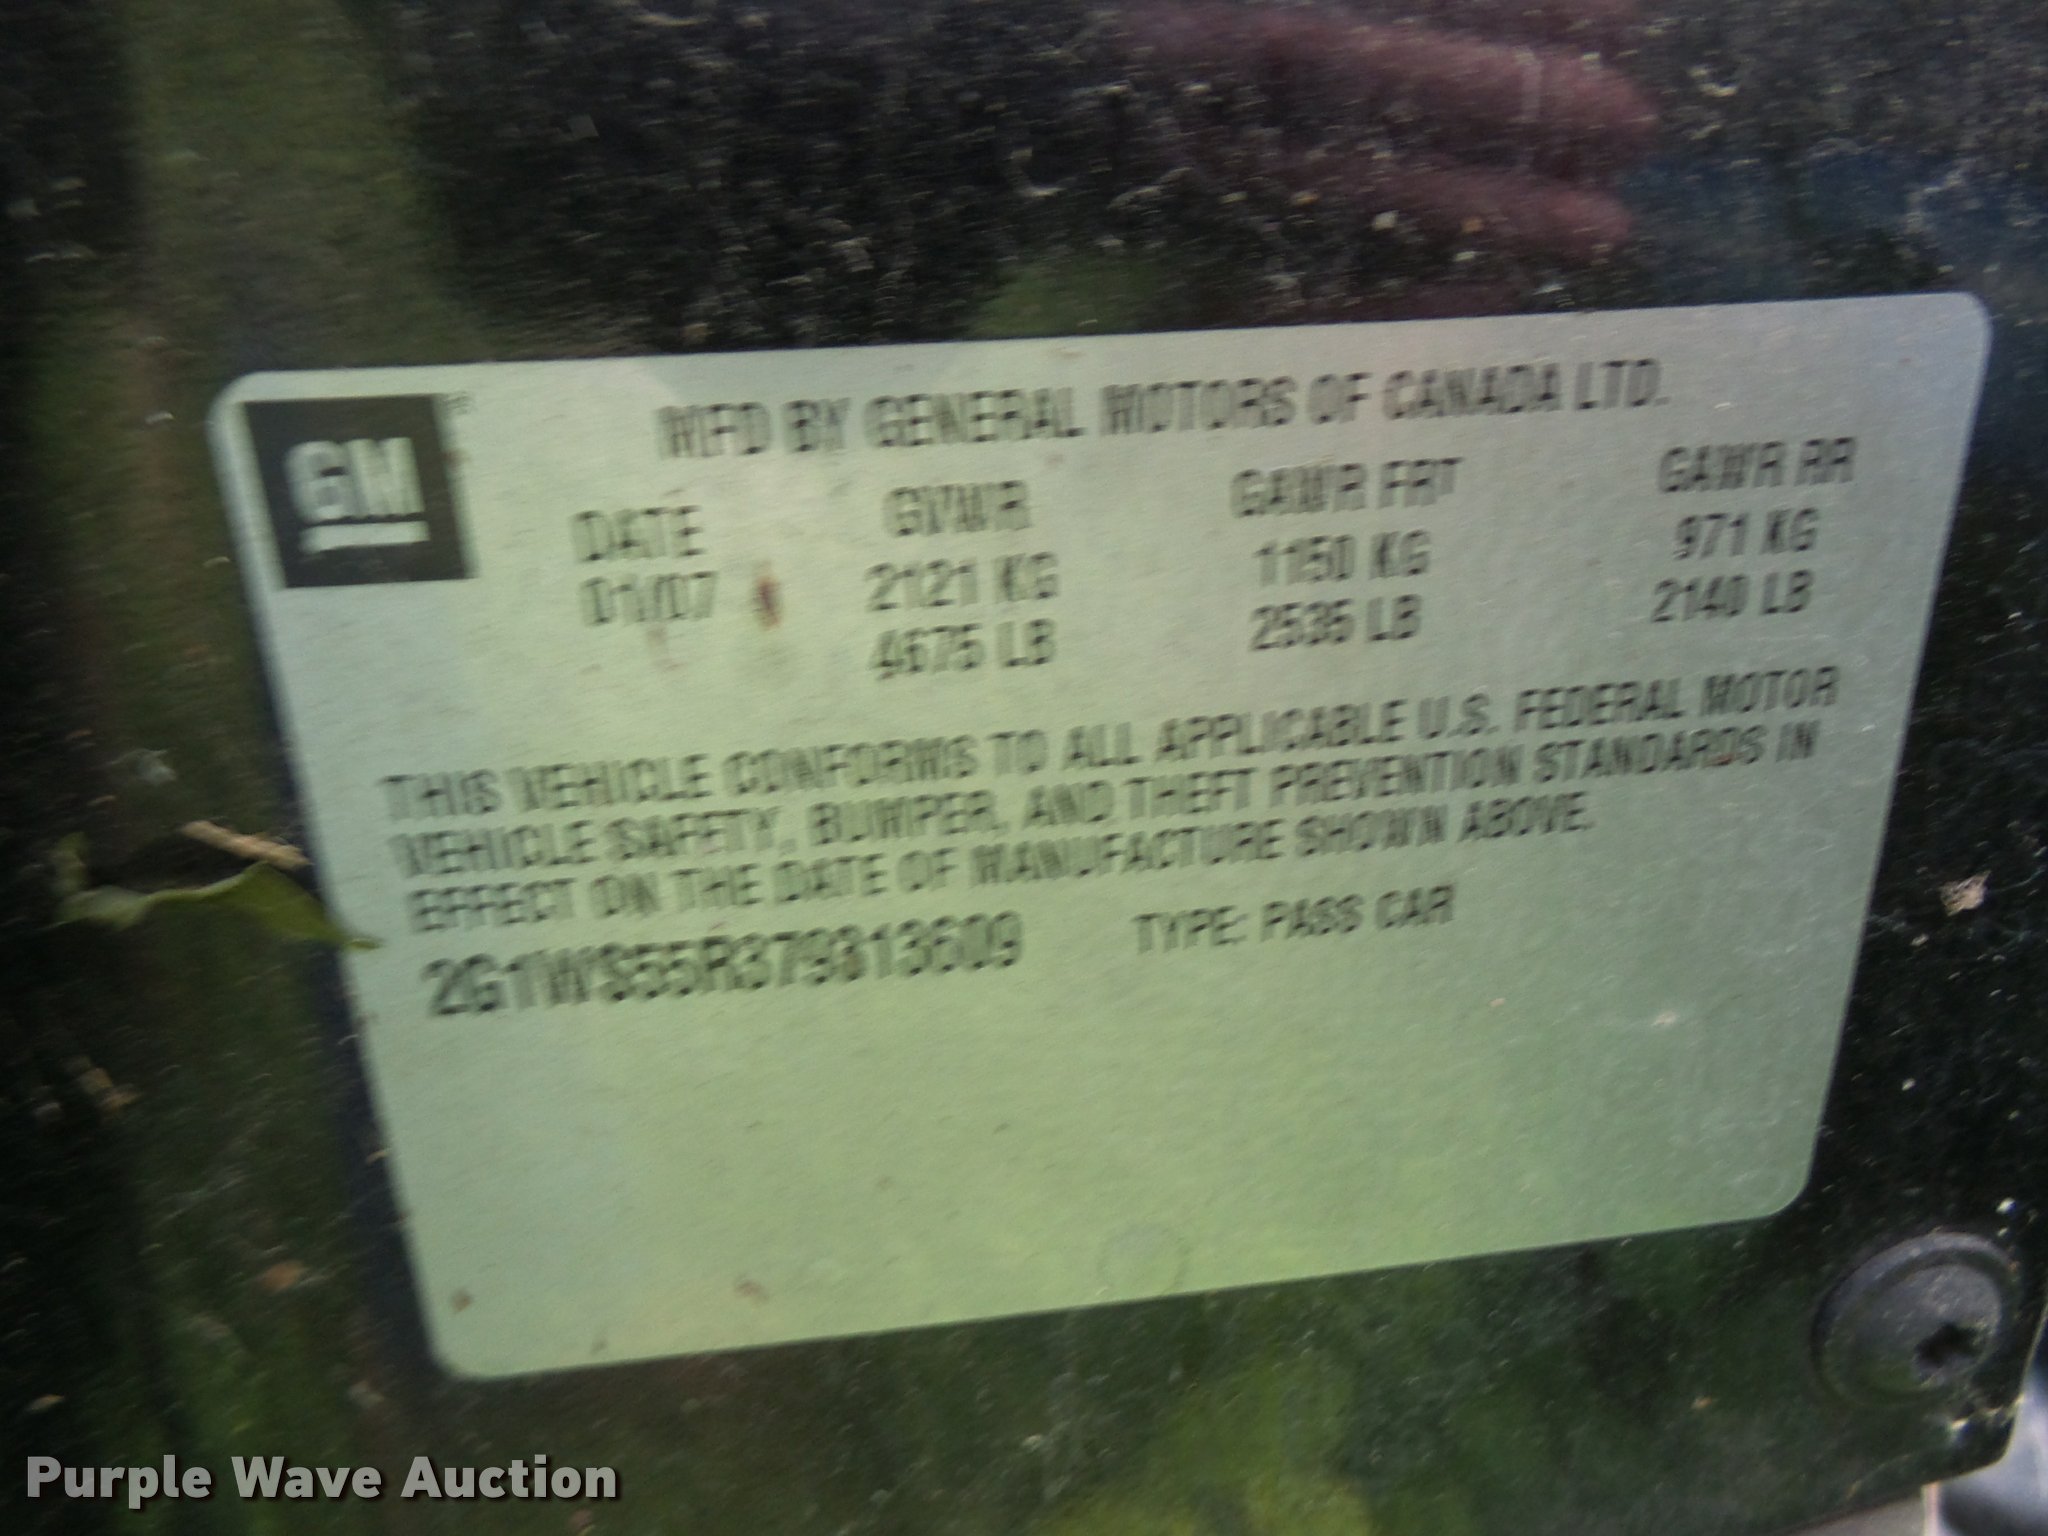 GM
MFD BY GENERAL MOTORS OF CANADA LTD.
DATE GVWR GAWR FRT GAWR RR
01/07 2121 KG 1150 KG 971 KG
4675 LB 2535 LB 2140 LB
THIS VEHICLE CONFORMS TO ALL APPLICABLE U.S. FEDERAL MOTOR
VEHICLE SAFETY, BUMPER, AND THEFT PREVENTION STANDARDS IN
EFFECT ON THE DATE OF MANUFACTURE SHOWN ABOVE.
2G1WS55R379313609 TYPE: PASS CAR
Purple Wave Auction